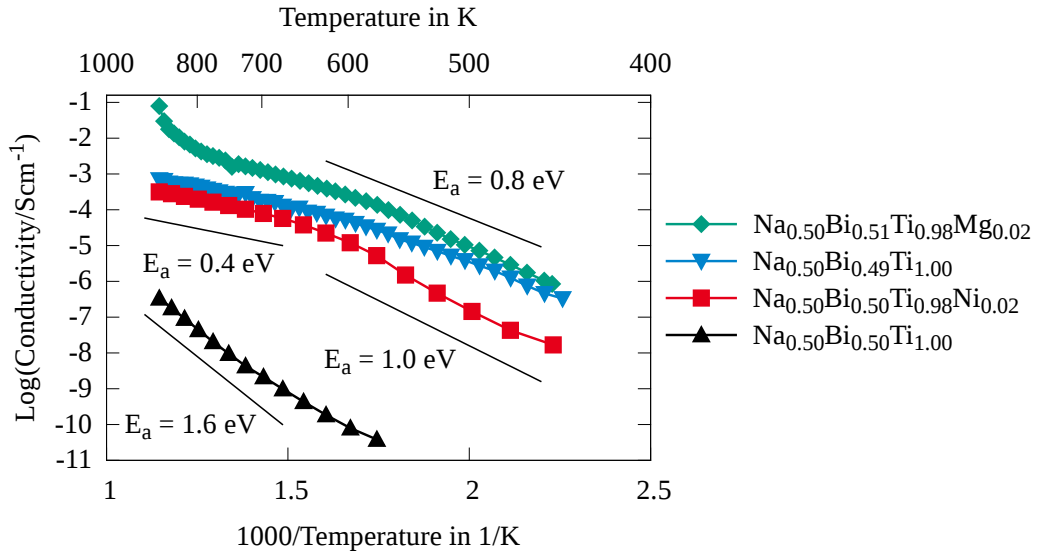 Temperature in K
1000 800 700 600 500 400
Log(Conductivity/Scm⁻¹)
-1
-2
-3
-4
-5
-6
-7
-8
-9
-10
-11
Eₐ = 0.8 eV
Eₐ = 0.4 eV
Eₐ = 1.0 eV
Eₐ = 1.6 eV
Na₀.₅₀Bi₀.₅₁Ti₀.₉₈Mg₀.₀₂
Na₀.₅₀Bi₀.₄₉Ti₁.₀₀
Na₀.₅₀Bi₀.₅₀Ti₀.₉₈Ni₀.₀₂
Na₀.₅₀Bi₀.₅₀Ti₁.₀₀
1 1.5 2 2.5
1000/Temperature in 1/K